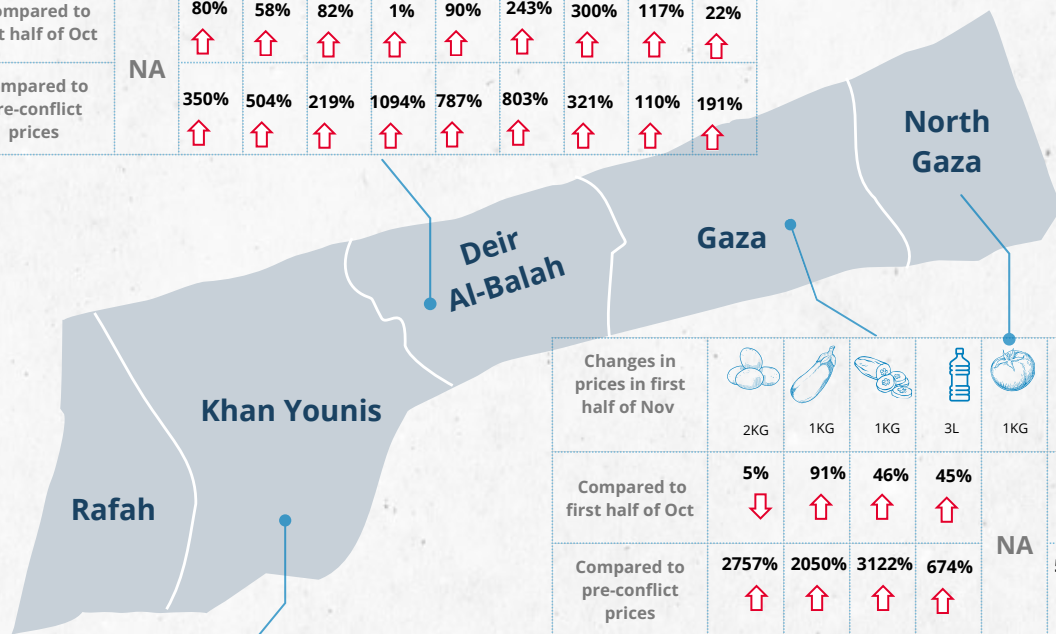 ompared to
t half of Oct
80% 58% 82% 1% 90% 243% 300% 117% 22%
NA
mpared to
re-conflict
prices
350% 504% 219% 1094% 787% 803% 321% 110% 191%
North
Gaza
Gaza
Deir
Al-Balah
Khan Younis
Rafah
Changes in
prices in first
half of Nov
2KG 1KG 1KG 3L 1KG
Compared to
first half of Oct
5% 91% 46% 45%
NA
Compared to
pre-conflict
prices
2757% 2050% 3122% 674%